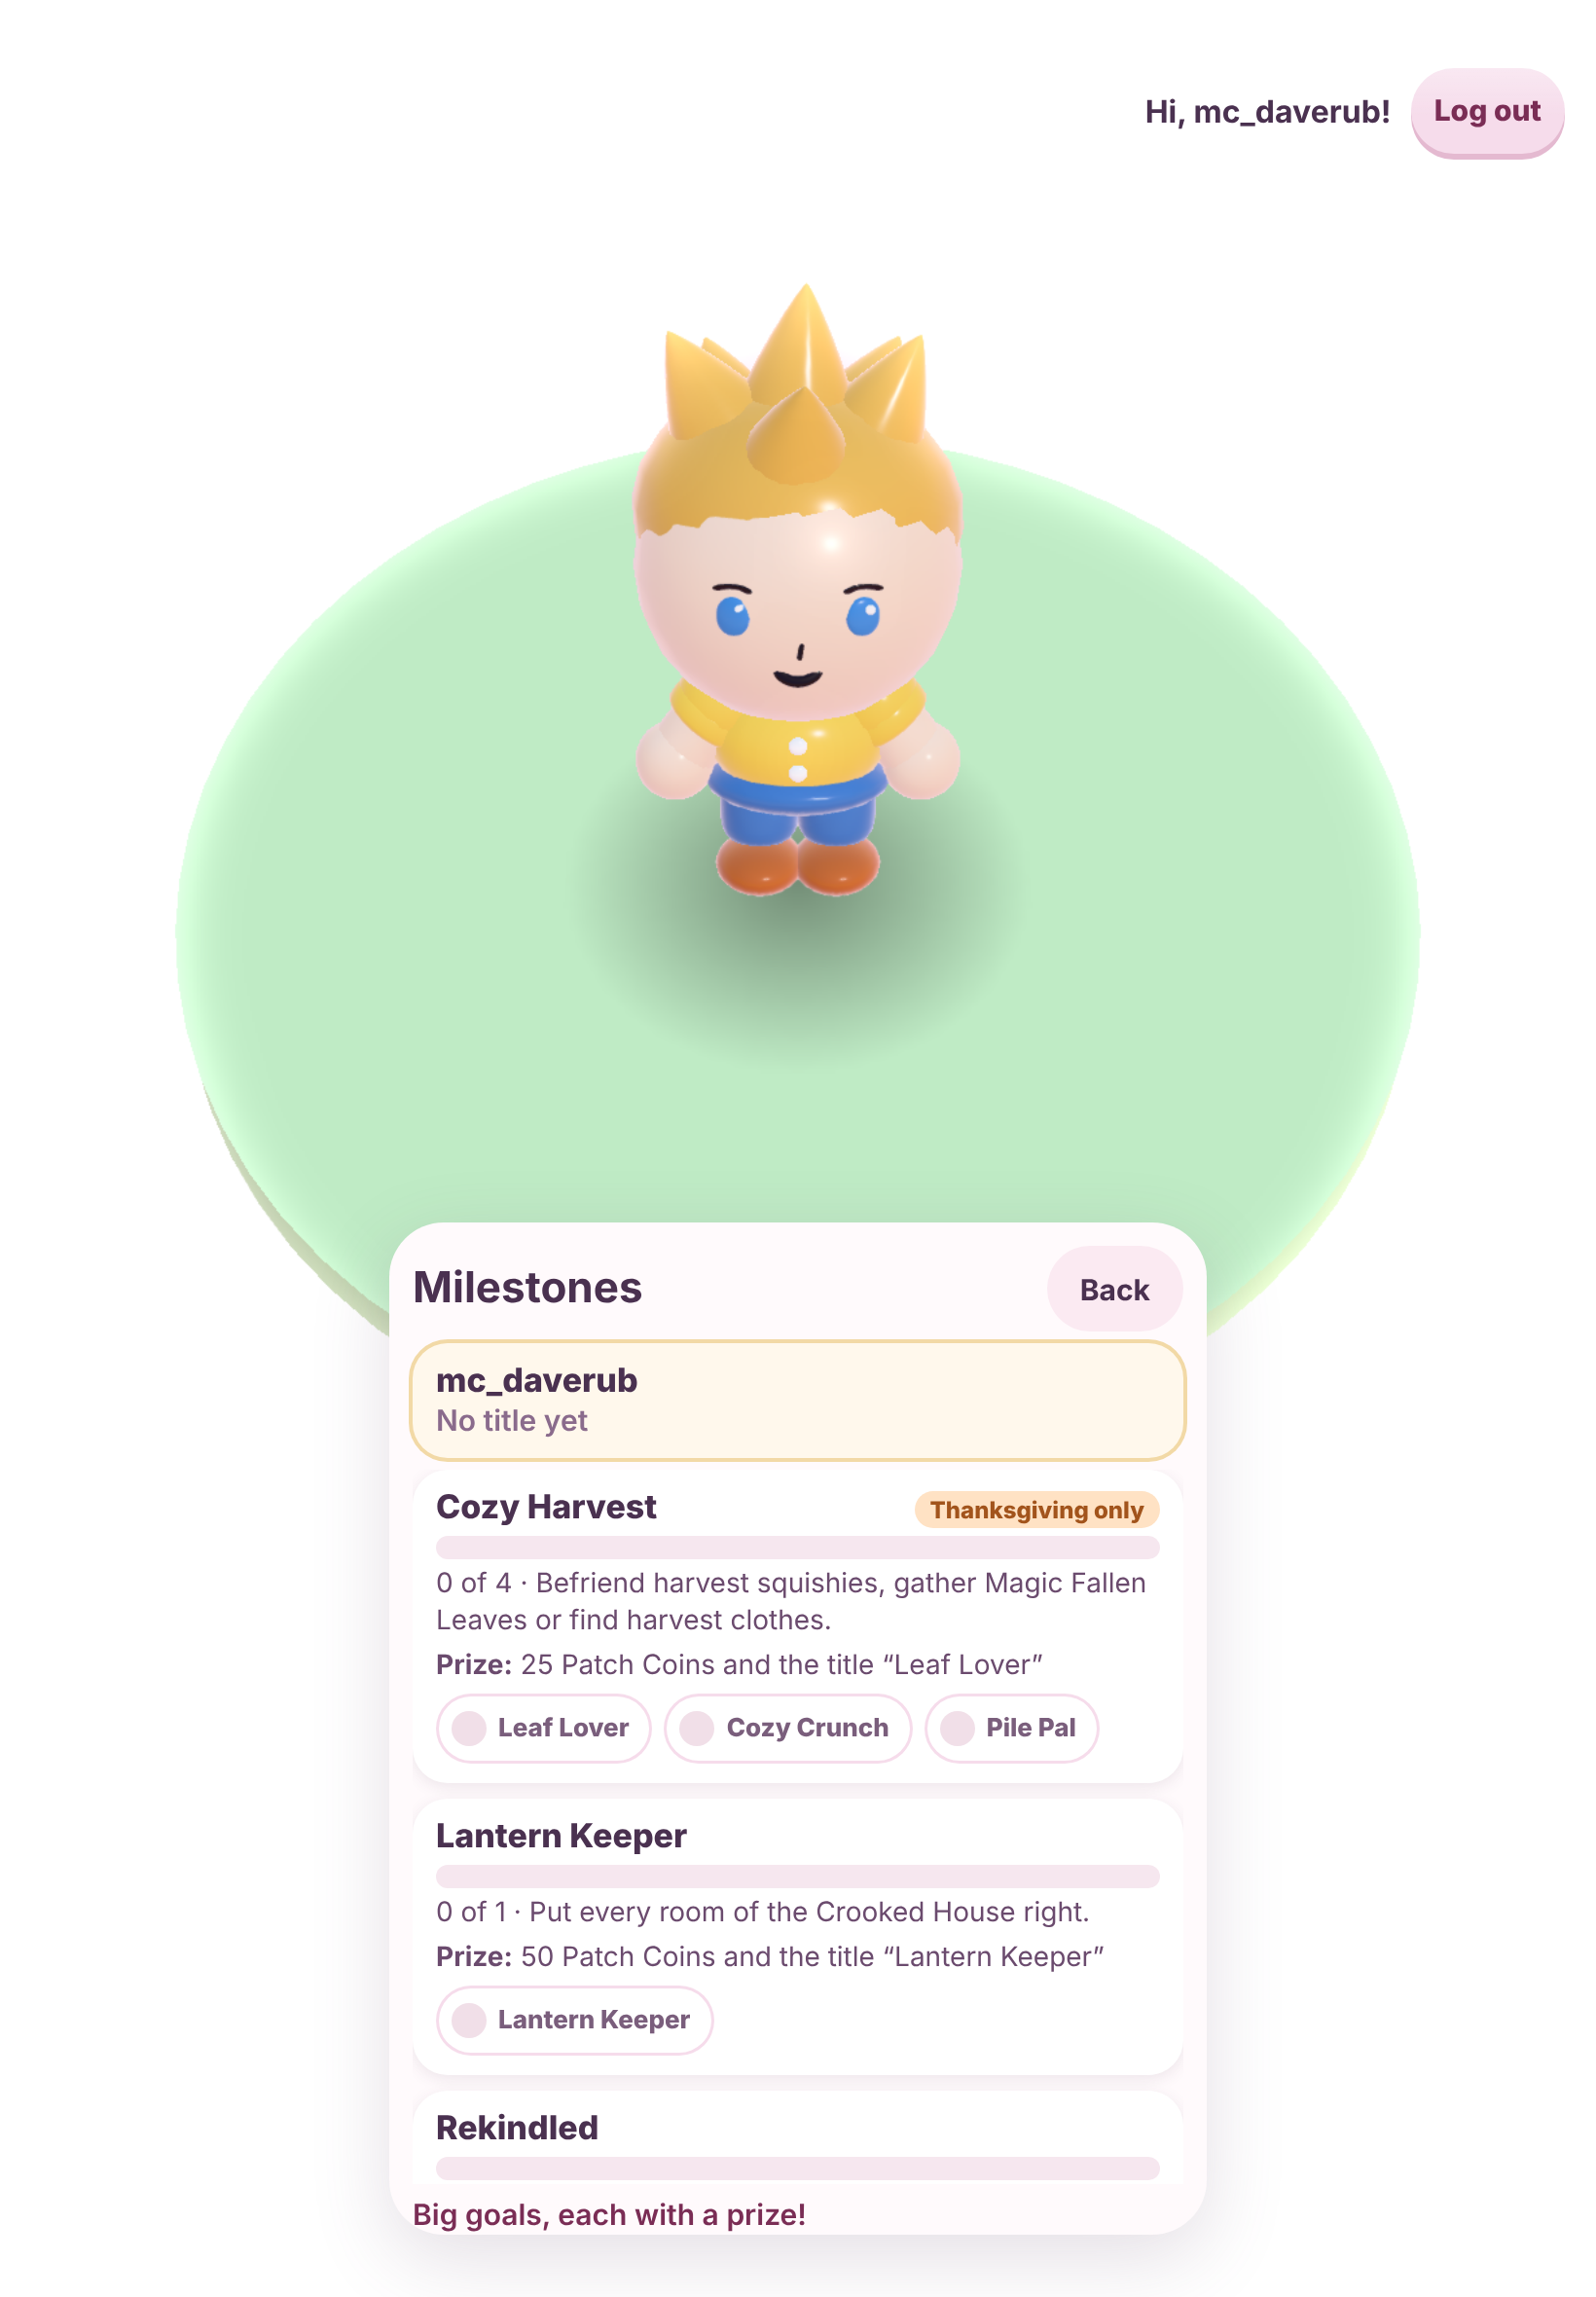 Hi, mc_daverub!
Log out
Milestones
Back
mc_daverub
No title yet
Cozy Harvest
Thanksgiving only
0 of 4 · Befriend harvest squishies, gather Magic Fallen
Leaves or find harvest clothes.
Prize: 25 Patch Coins and the title “Leaf Lover”
Leaf Lover
Cozy Crunch
Pile Pal
Lantern Keeper
0 of 1 · Put every room of the Crooked House right.
Prize: 50 Patch Coins and the title “Lantern Keeper”
Lantern Keeper
Rekindled
Big goals, each with a prize!